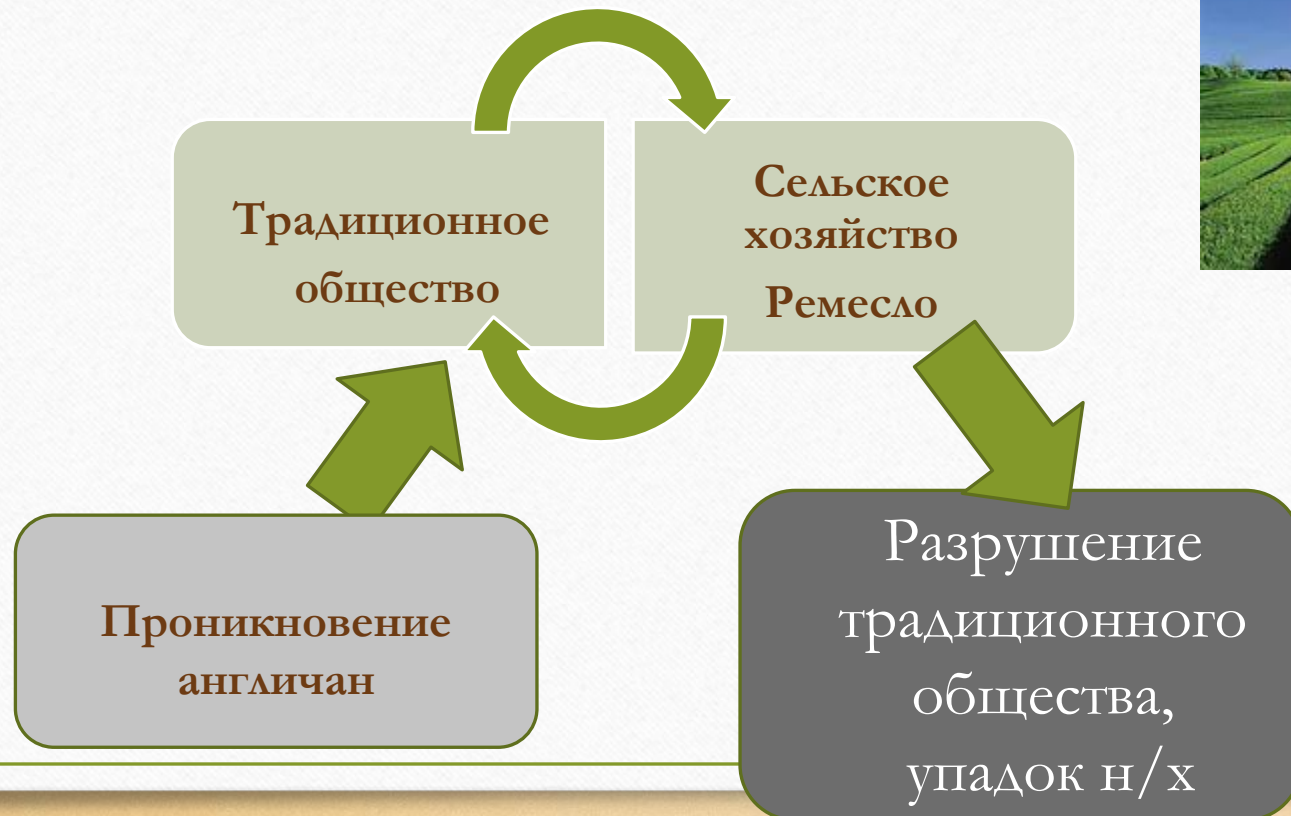 Традиционное
общество
Сельское
хозяйство
Ремесло
Проникновение
англичан
Разрушение
традиционного
общества,
упадок н/х